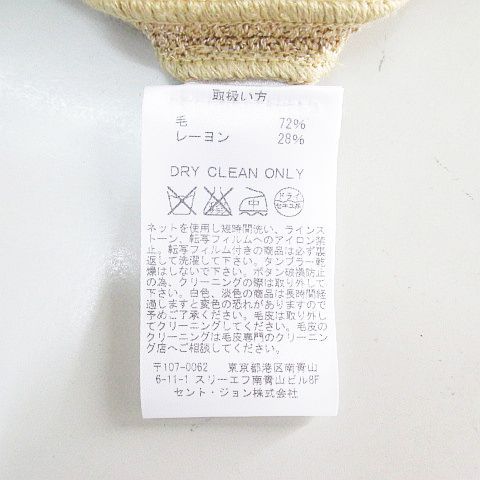 取扱い方
毛 72%
レーヨン 28%
DRY CLEAN ONLY
中
ドライ
セキユ系
ネットを使用し短時間洗い、ラインス
トーン、転写フィルムへのアイロン禁
止、転写フィルム付きの商品は必ず裏
返して洗濯して下さい。タンブラー乾
燥はしないで下さい。ボタン破損防止
の為、クリーニングの際は取り外して
下さい。白色、淡色の商品は長時間経
過しますと変色の恐れがありますので
予めご了承ください。毛皮は取り外し
てクリーニングしてください。毛皮のク
リーニングは毛皮専門のクリーニン
グ店へご相談してください。
〒107-0062 東京都港区南青山
6-11-1 スリーエフ南青山ビル8F
セント・ジョン株式会社